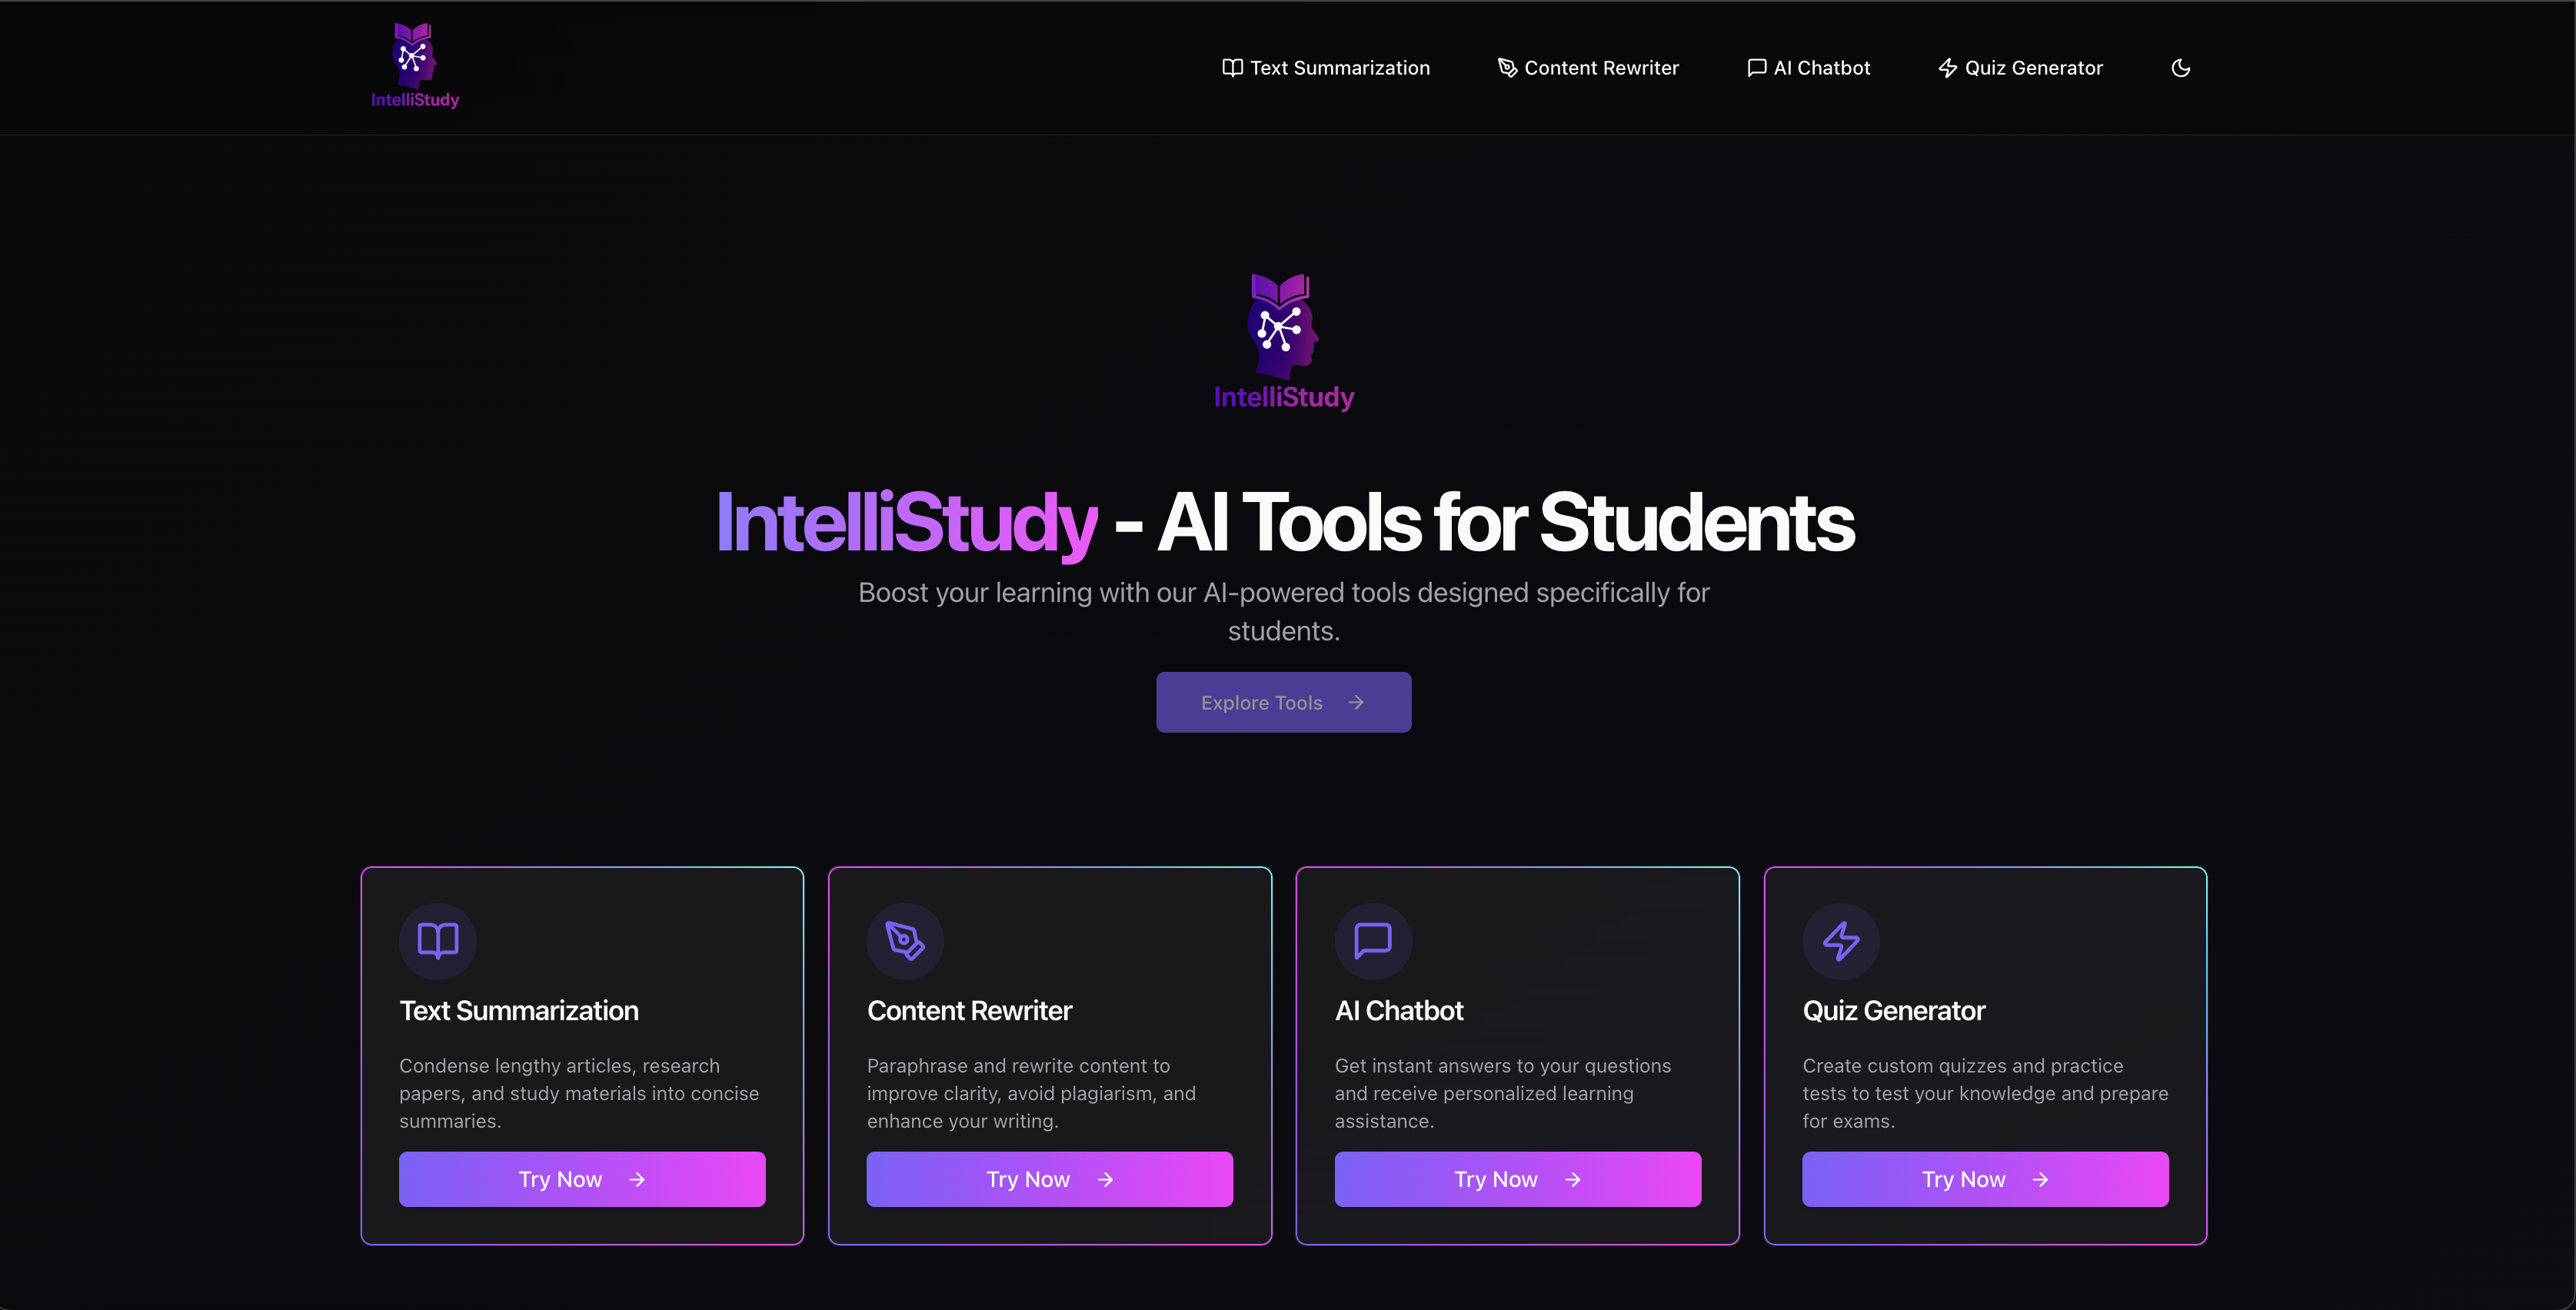 IntelliStudy
Text Summarization
Content Rewriter
AI Chatbot
Quiz Generator
IntelliStudy
IntelliStudy - AI Tools for Students
Boost your learning with our AI-powered tools designed specifically for
students.
Explore Tools
Text Summarization
Condense lengthy articles, research
papers, and study materials into concise
summaries.
Try Now
Content Rewriter
Paraphrase and rewrite content to
improve clarity, avoid plagiarism, and
enhance your writing.
Try Now
AI Chatbot
Get instant answers to your questions
and receive personalized learning
assistance.
Try Now
Quiz Generator
Create custom quizzes and practice
tests to test your knowledge and prepare
for exams.
Try Now